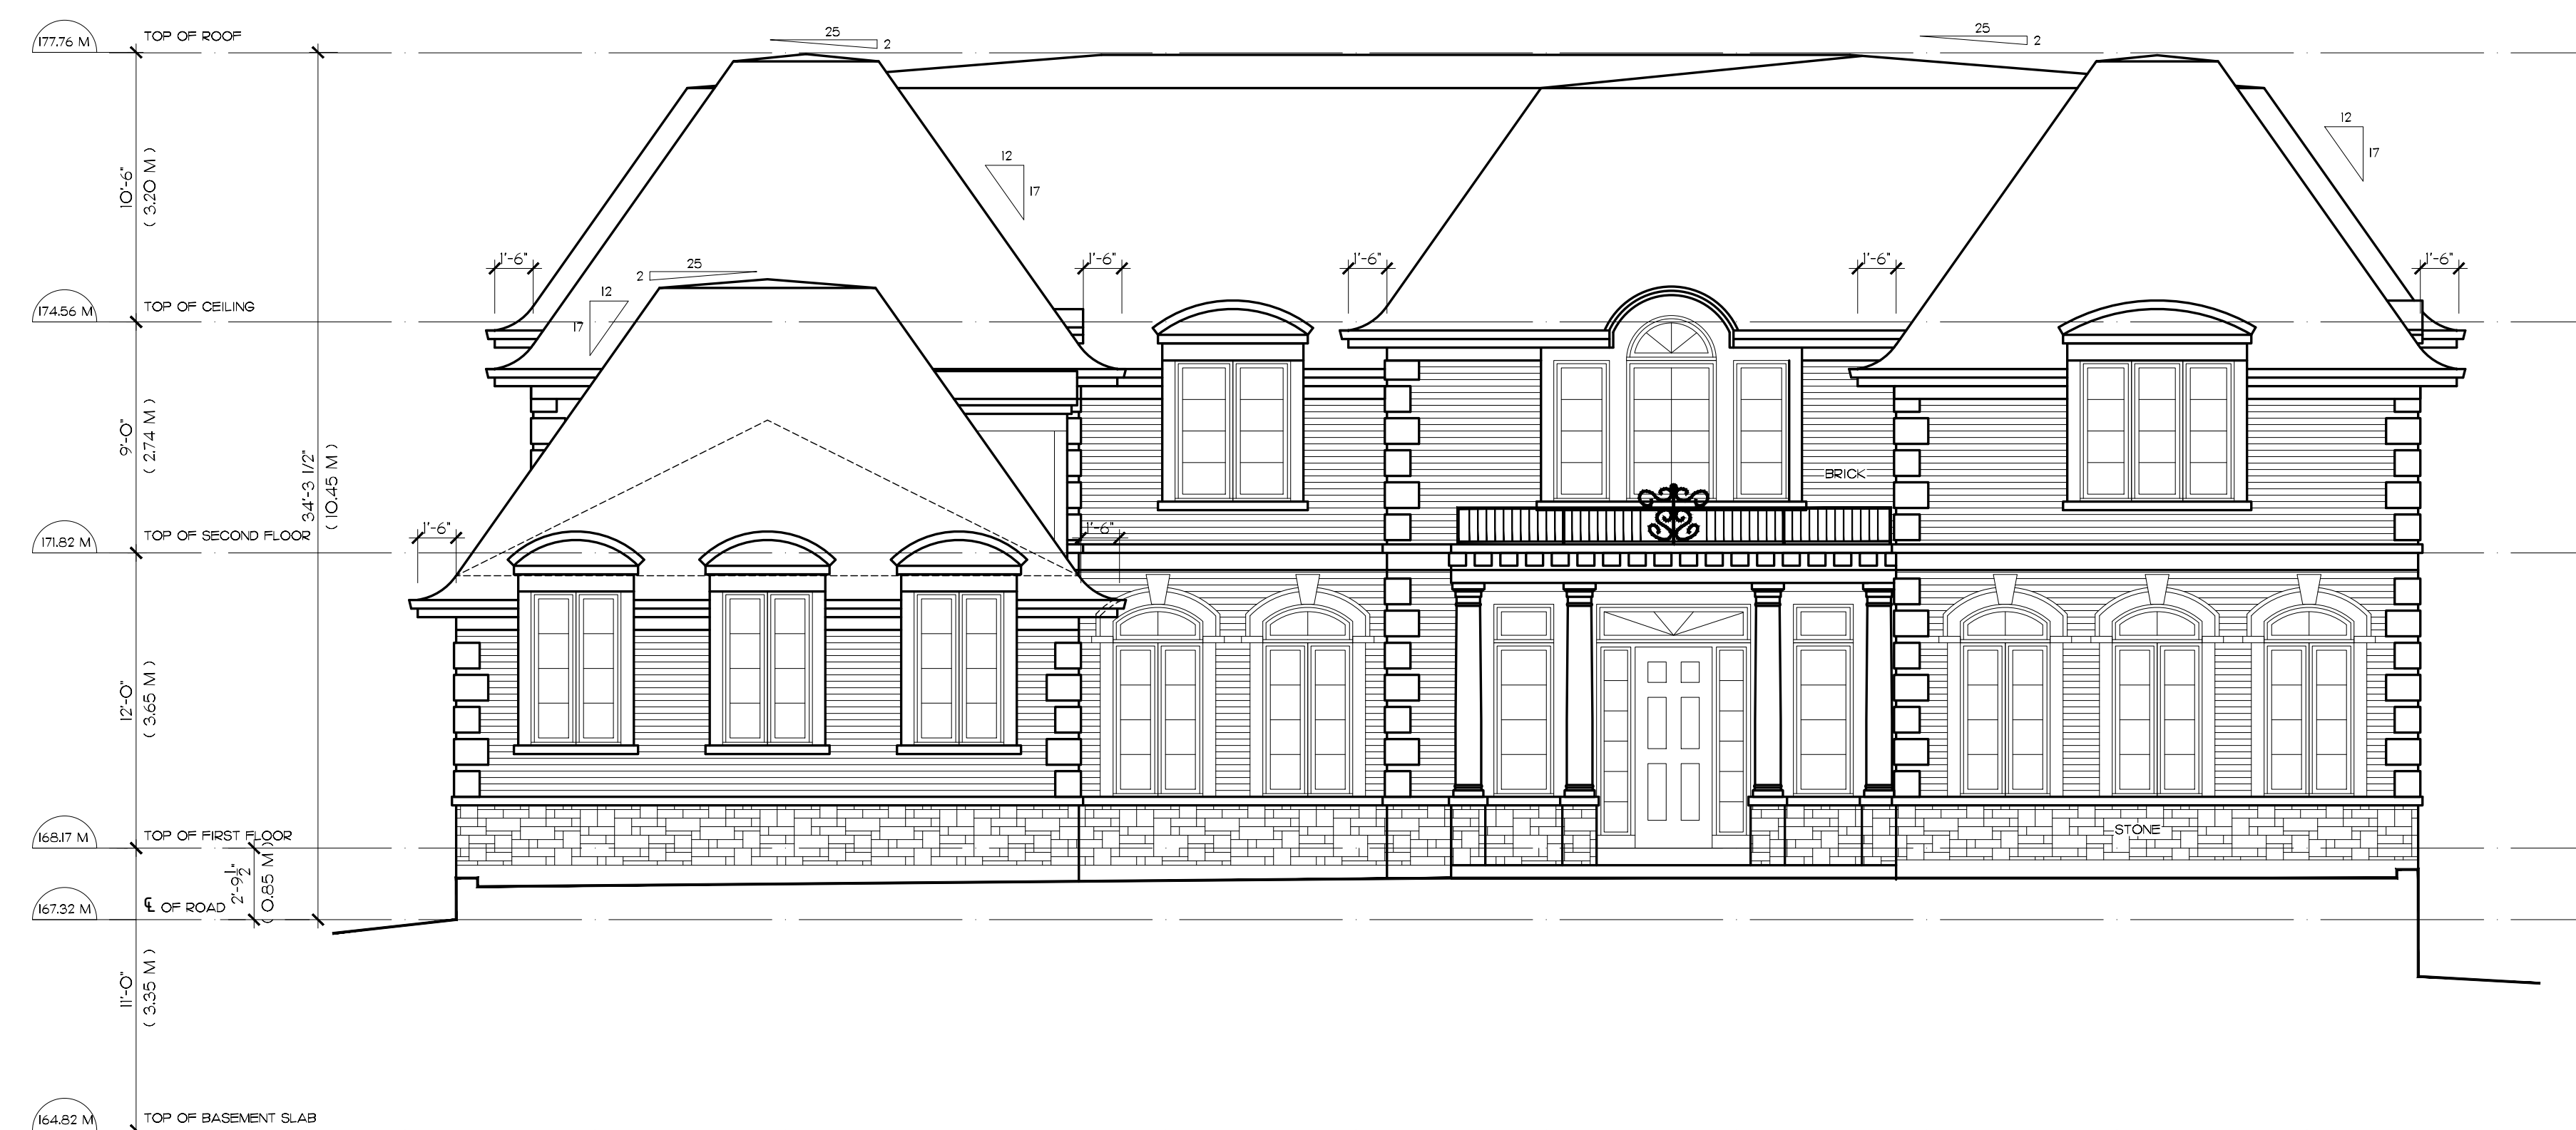 177.76 M
TOP OF ROOF
25
2
25
2
12
17
12
17
10'-6"
( 3.20 M )
1'-6"
1'-6"
1'-6"
1'-6"
1'-6"
25
2
12
17
174.56 M
TOP OF CEILING
9'-0"
( 2.74 M )
34'-3 1/2"
( 10.45 M )
BRICK
1'-6"
1'-6"
171.82 M
TOP OF SECOND FLOOR
12'-0"
( 3.65 M )
168.17 M
TOP OF FIRST FLOOR
STONE
2'-9 1/2"
( 0.85 M )
167.32 M
℄ OF ROAD
11'-0"
( 3.35 M )
164.82 M
TOP OF BASEMENT SLAB